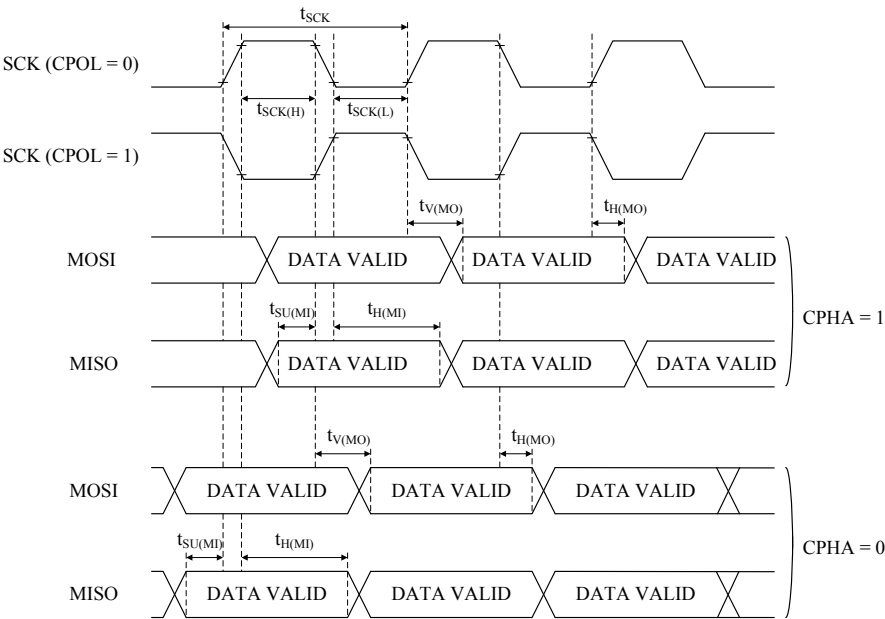 tSCK
SCK (CPOL = 0)
tSCK(H) tSCK(L)
SCK (CPOL = 1)
tV(MO) tH(MO)
MOSI DATA VALID DATA VALID DATA VALID
tSU(MI) tH(MI)
CPHA = 1
MISO DATA VALID DATA VALID DATA VALID
tV(MO) tH(MO)
MOSI DATA VALID DATA VALID DATA VALID
tSU(MI) tH(MI)
CPHA = 0
MISO DATA VALID DATA VALID DATA VALID